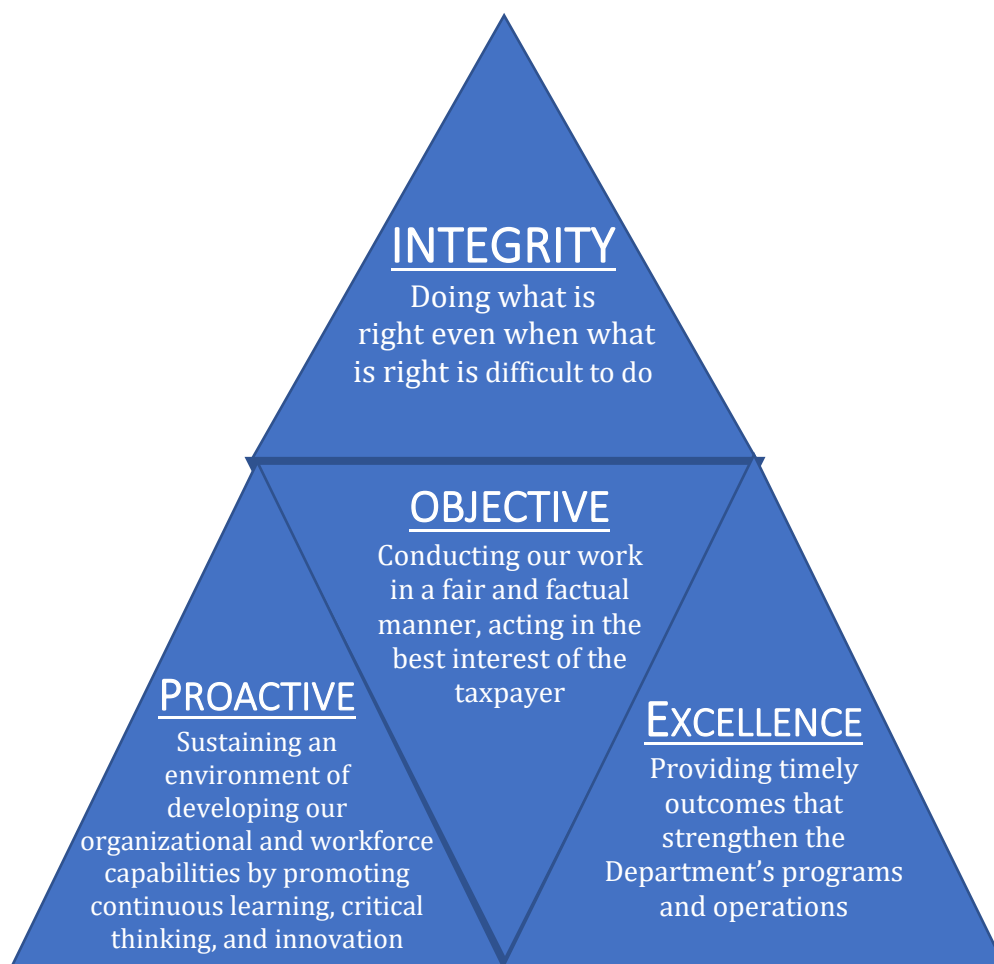 INTEGRITY
Doing what is
right even when what
is right is difficult to do
OBJECTIVE
Conducting our work
in a fair and factual
manner, acting in the
best interest of the
taxpayer
PROACTIVE
Sustaining an
environment of
developing our
organizational and workforce
capabilities by promoting
continuous learning, critical
thinking, and innovation
EXCELLENCE
Providing timely
outcomes that
strengthen the
Department’s programs
and operations